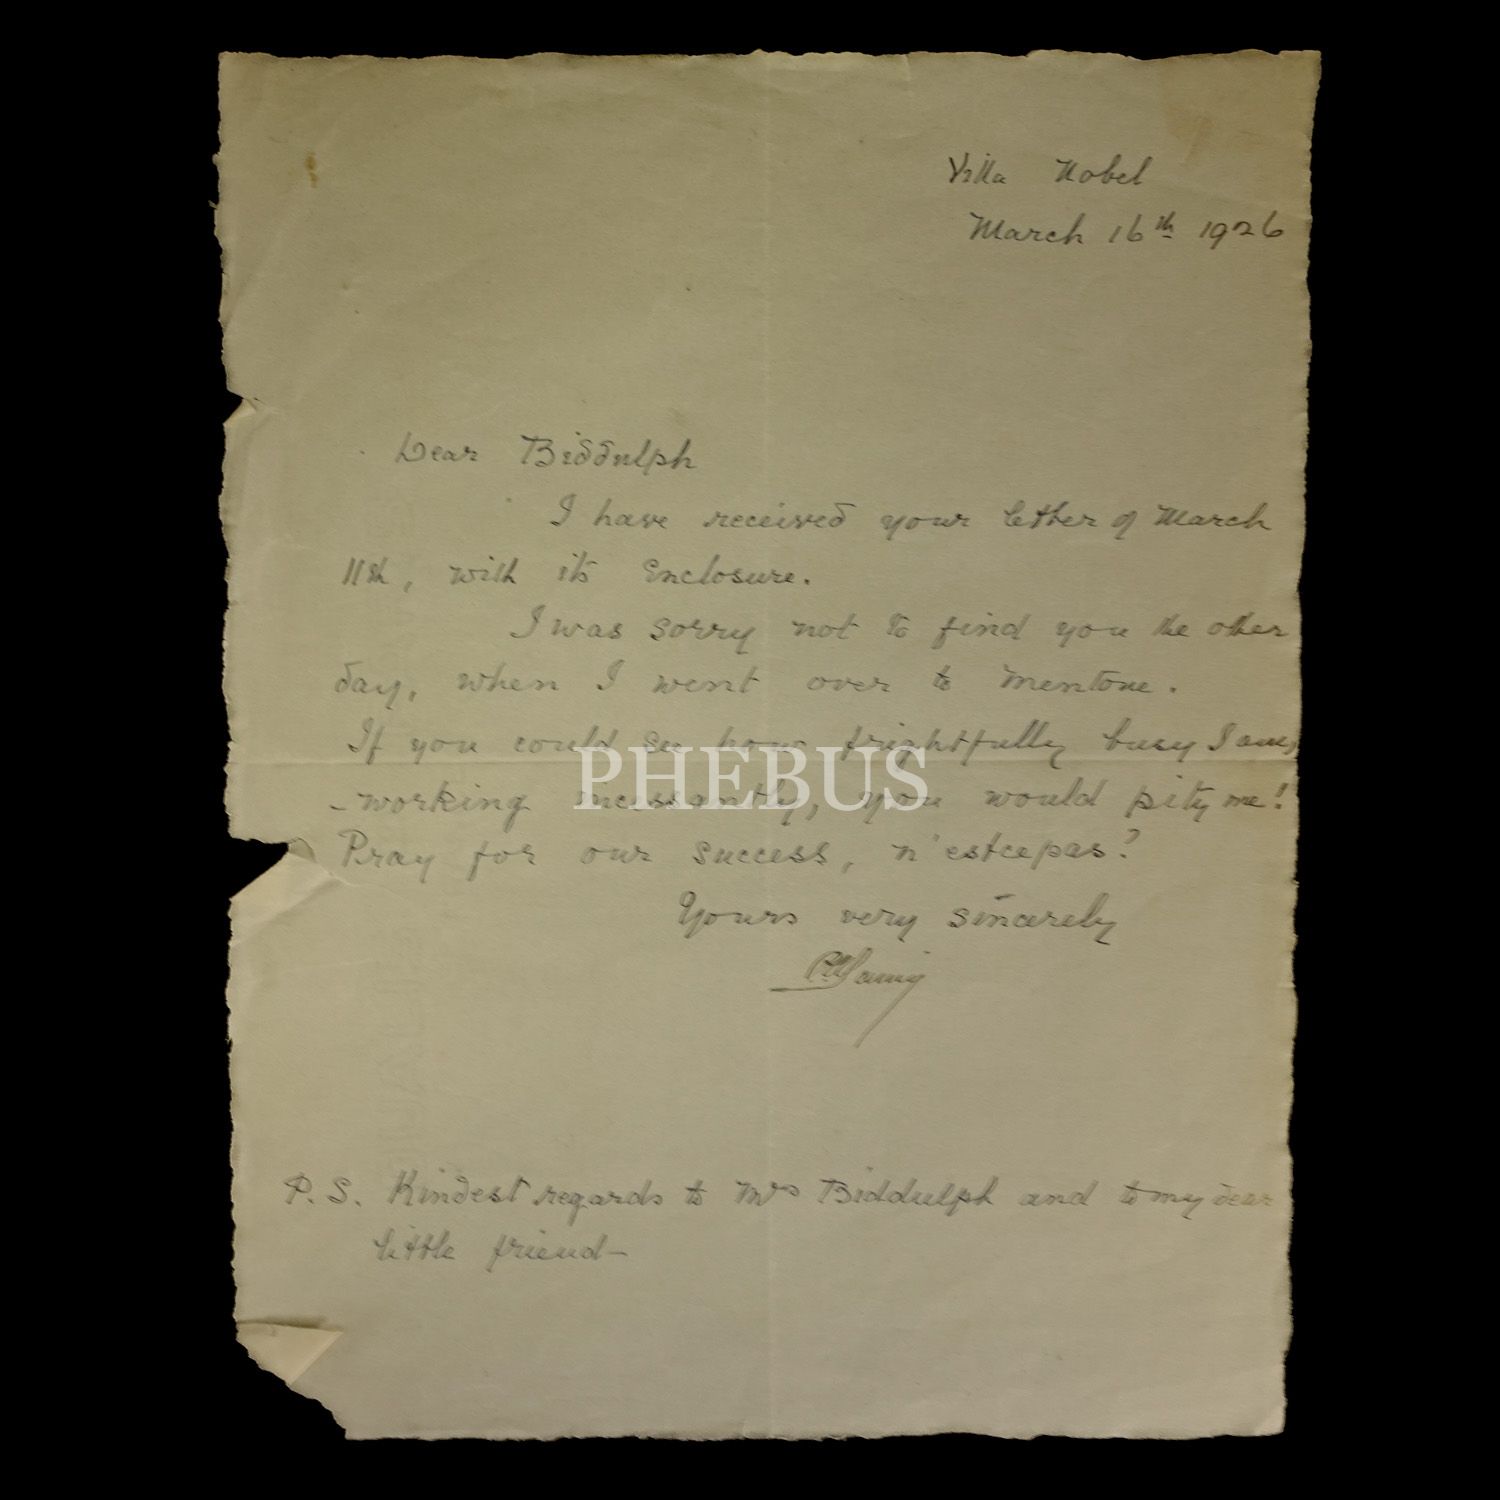 Villa Nobel
March 16th 1926
Dear Biddulph
I have received your letter of March
11th, with its enclosure.
I was sorry not to find you the other
day, when I went over to Mentone.
If you could see how frightfully busy I am,
PHEBUS
- working incessantly, you would pity me!
Pray for our success, n'estcepas?
Yours very sincerely
P. S. Kindest regards to Mrs Biddulph and to my dear
little friend—